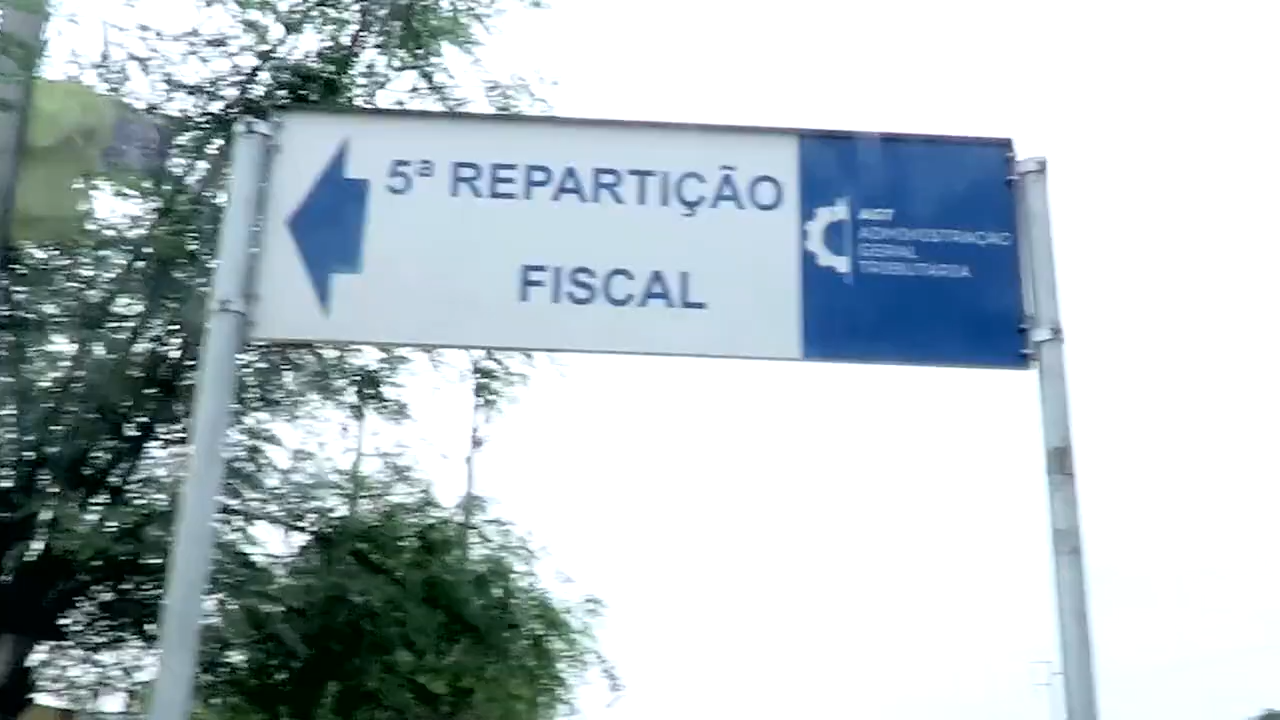 5ª REPARTIÇÃO
FISCAL
AGT
ADMINISTRAÇÃO
GERAL
TRIBUTÁRIA